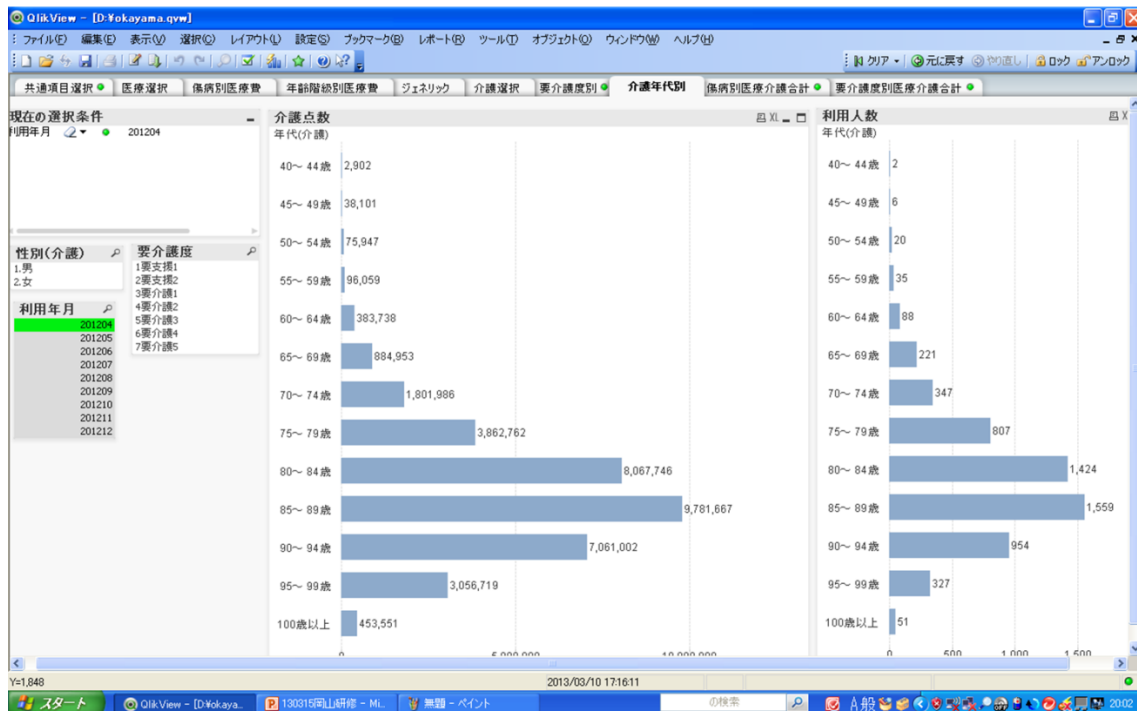 QlikView - [D:¥okayama.qvw]
ファイル(F) 編集(E) 表示(V) 選択(C) レイアウト(L) 設定(S) ブックマーク(B) レポート(R) ツール(T) オブジェクト(O) ウィンドウ(W) ヘルプ(H)
クリア 元に戻す やり直し ロック アンロック
共通項目選択 医療選択 傷病別医療費 年齢階級別医療費 ジェネリック 介護選択 要介護度別 介護年代別 傷病別医療介護合計 要介護度別医療介護合計
現在の選択条件
利用年月 201204
性別(介護)
1.男
2.女
要介護度
1要支援1
2要支援2
3要介護1
4要介護2
5要介護3
6要介護4
7要介護5
利用年月
201204
201205
201206
201207
201208
201209
201210
201211
201212
介護点数 XL
年代(介護)
40～ 44歳 2,902
45～ 49歳 38,101
50～ 54歳 75,947
55～ 59歳 96,059
60～ 64歳 383,738
65～ 69歳 884,953
70～ 74歳 1,801,986
75～ 79歳 3,862,762
80～ 84歳 8,067,746
85～ 89歳 9,781,667
90～ 94歳 7,061,002
95～ 99歳 3,056,719
100歳以上 453,551
0 5,000,000 10,000,000
利用人数 X
年代(介護)
40～ 44歳 2
45～ 49歳 6
50～ 54歳 20
55～ 59歳 35
60～ 64歳 88
65～ 69歳 221
70～ 74歳 347
75～ 79歳 807
80～ 84歳 1,424
85～ 89歳 1,559
90～ 94歳 954
95～ 99歳 327
100歳以上 51
0 500 1,000 1,500
Y=1,848 2013/03/10 17:16:11
スタート QlikView - [D:¥okaya... 130315岡山研修 - Mi... 無題 - ペイント の検索 A 般 20:02